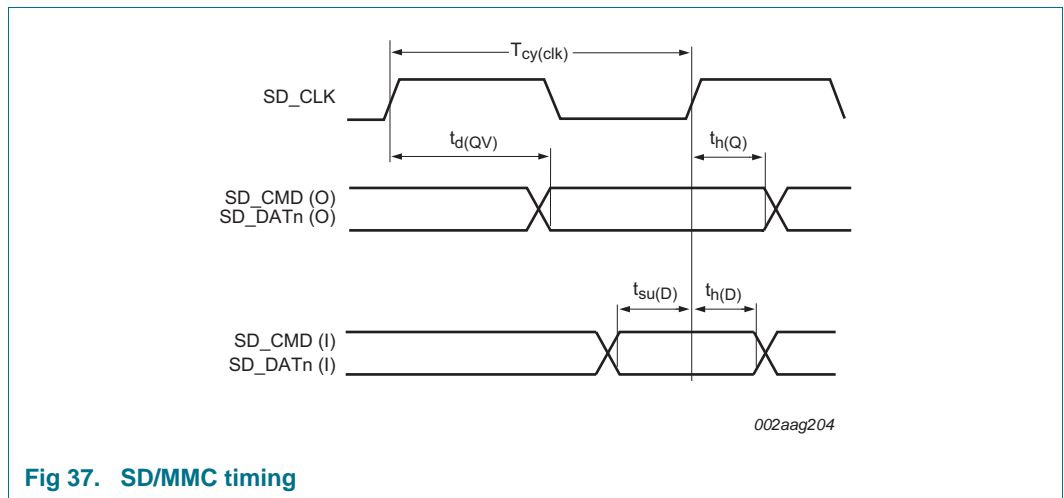 Tcy(clk)
SD_CLK
td(QV)
th(Q)
SD_CMD (O)
SD_DATn (O)
tsu(D)
th(D)
SD_CMD (I)
SD_DATn (I)
002aag204
Fig 37. SD/MMC timing